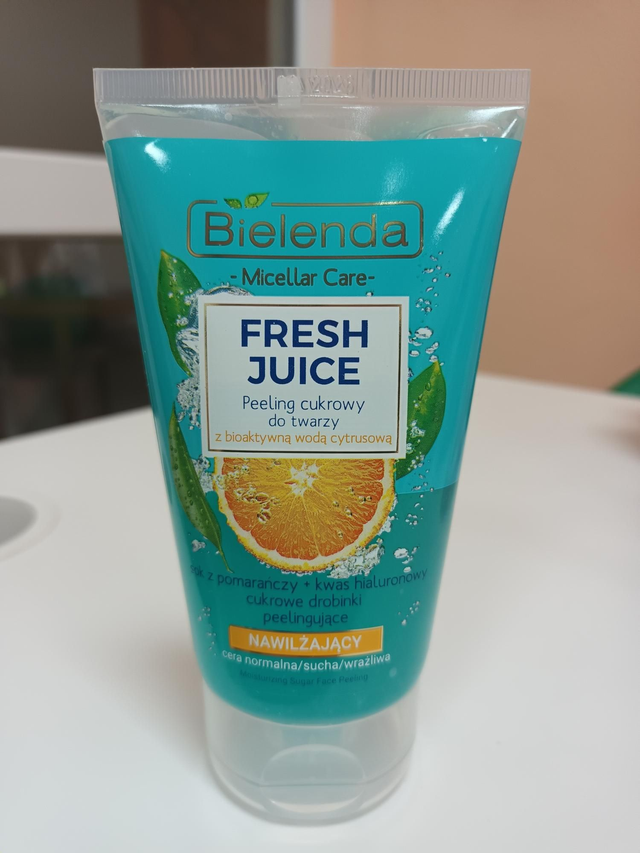 Bielenda
- Micellar Care-
FRESH
JUICE
Peeling cukrowy
do twarzy
z bioaktywną wodą cytrusową
z pomarańczy + kwas hialuronowy
cukrowe drobinki
peelingujące
NAWILŻAJĄCY
cera normalna/sucha/wrażliwa
Moisturizing Sugar Face Peeling